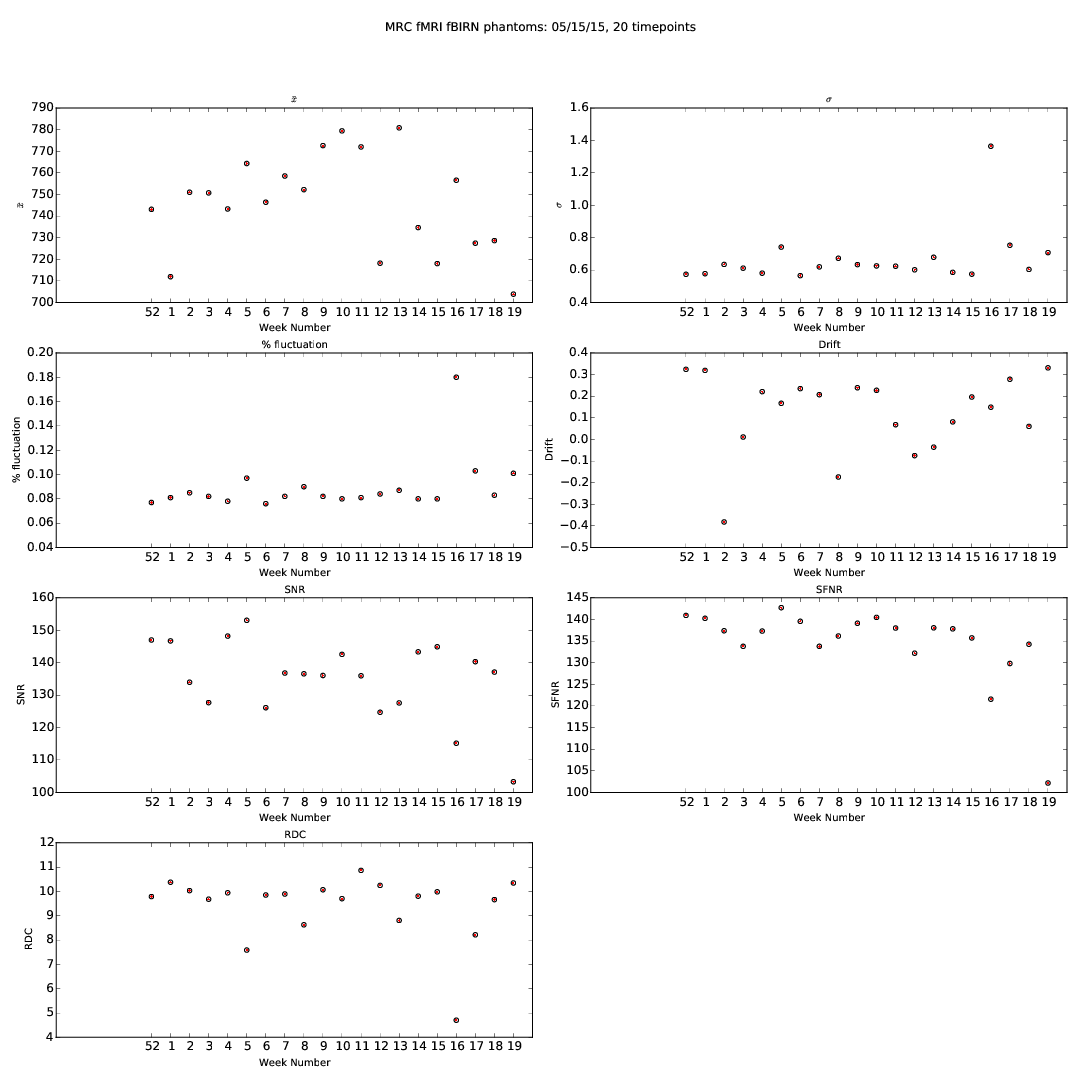 MRC fMRI fBIRN phantoms: 05/15/15, 20 timepoints
x̄
790
780
770
760
750
740
730
720
710
700
x̄
52 1 2 3 4 5 6 7 8 9 10 11 12 13 14 15 16 17 18 19
Week Number
σ
1.6
1.4
1.2
1.0
0.8
0.6
0.4
σ
52 1 2 3 4 5 6 7 8 9 10 11 12 13 14 15 16 17 18 19
Week Number
% fluctuation
0.20
0.18
0.16
0.14
0.12
0.10
0.08
0.06
0.04
% fluctuation
52 1 2 3 4 5 6 7 8 9 10 11 12 13 14 15 16 17 18 19
Week Number
Drift
0.4
0.3
0.2
0.1
0.0
−0.1
−0.2
−0.3
−0.4
−0.5
Drift
52 1 2 3 4 5 6 7 8 9 10 11 12 13 14 15 16 17 18 19
Week Number
SNR
160
150
140
130
120
110
100
SNR
52 1 2 3 4 5 6 7 8 9 10 11 12 13 14 15 16 17 18 19
Week Number
SFNR
145
140
135
130
125
120
115
110
105
100
SFNR
52 1 2 3 4 5 6 7 8 9 10 11 12 13 14 15 16 17 18 19
Week Number
RDC
12
11
10
9
8
7
6
5
4
RDC
52 1 2 3 4 5 6 7 8 9 10 11 12 13 14 15 16 17 18 19
Week Number